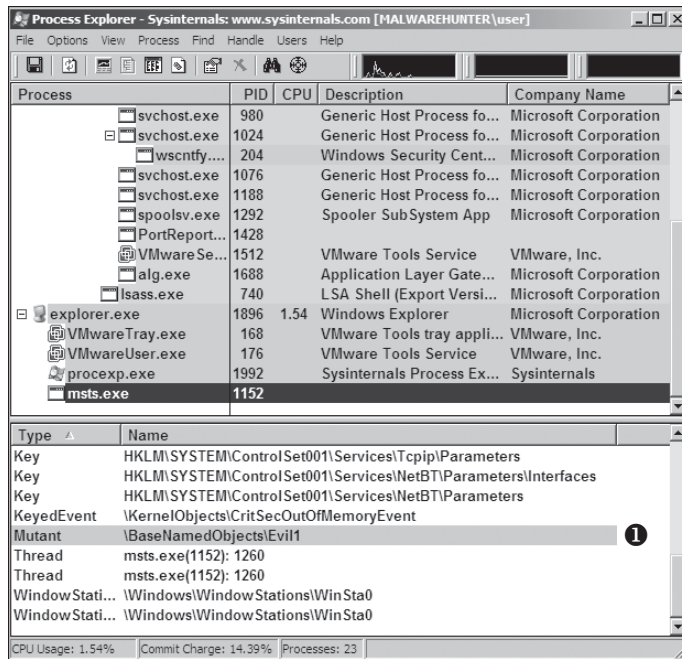 Process Explorer - Sysinternals: www.sysinternals.com [MALWAREHUNTER\user]
File Options View Process Find Handle Users Help
Process PID CPU Description Company Name
svchost.exe 980 Generic Host Process fo... Microsoft Corporation
svchost.exe 1024 Generic Host Process fo... Microsoft Corporation
wscntfy.... 204 Windows Security Cent... Microsoft Corporation
svchost.exe 1076 Generic Host Process fo... Microsoft Corporation
svchost.exe 1188 Generic Host Process fo... Microsoft Corporation
spoolsv.exe 1292 Spooler SubSystem App Microsoft Corporation
PortReport... 1428
VMwareSe... 1512 VMware Tools Service VMware, Inc.
alg.exe 1688 Application Layer Gate... Microsoft Corporation
lsass.exe 740 LSA Shell (Export Versi... Microsoft Corporation
explorer.exe 1896 1.54 Windows Explorer Microsoft Corporation
VMwareTray.exe 168 VMware Tools tray appli... VMware, Inc.
VMwareUser.exe 176 VMware Tools Service VMware, Inc.
procexp.exe 1992 Sysinternals Process Ex... Sysinternals
msts.exe 1152
Type Name
Key HKLM\SYSTEM\ControlSet001\Services\Tcpip\Parameters
Key HKLM\SYSTEM\ControlSet001\Services\NetBT\Parameters\Interfaces
Key HKLM\SYSTEM\ControlSet001\Services\NetBT\Parameters
KeyedEvent \KernelObjects\CritSecOutOfMemoryEvent
Mutant \BaseNamedObjects\Evil1 ❶
Thread msts.exe(1152): 1260
Thread msts.exe(1152): 1260
WindowStati... \Windows\WindowStations\WinSta0
WindowStati... \Windows\WindowStations\WinSta0
CPU Usage: 1.54% Commit Charge: 14.39% Processes: 23